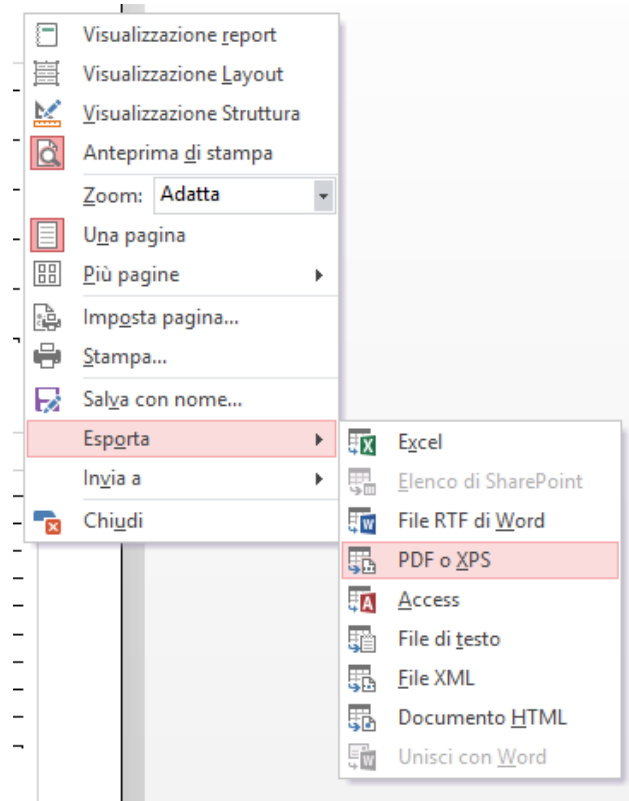 Visualizzazione report
Visualizzazione Layout
Visualizzazione Struttura
Anteprima di stampa
Zoom: Adatta
Una pagina
Più pagine
Imposta pagina...
Stampa...
Salva con nome...
Esporta
Invia a
Chiudi
Excel
Elenco di SharePoint
File RTF di Word
PDF o XPS
Access
File di testo
File XML
Documento HTML
Unisci con Word